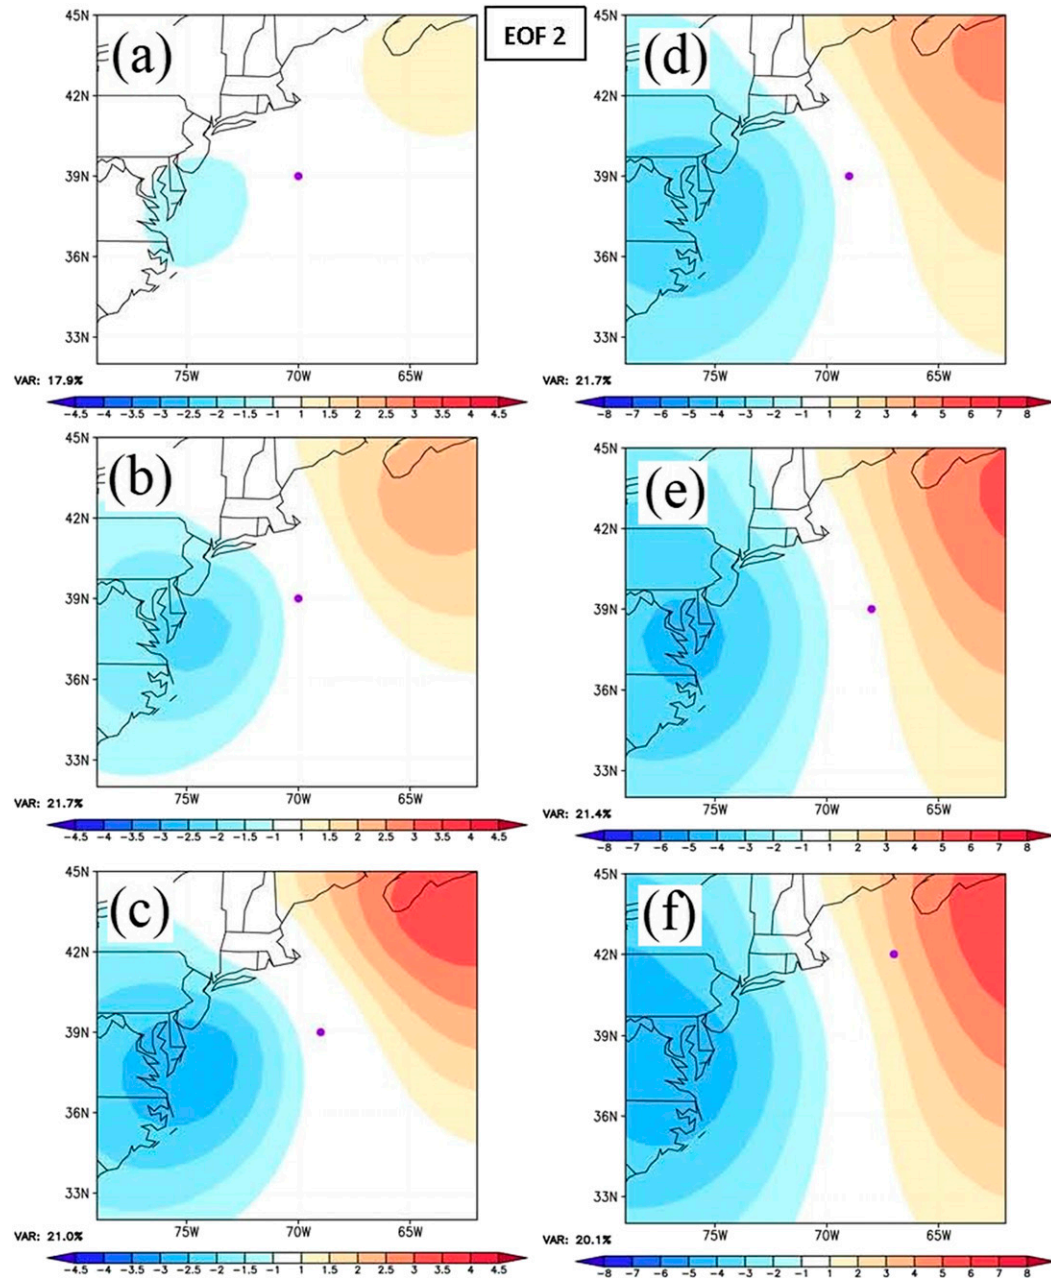 EOF 2
(a)
45N
42N
39N
36N
33N
75W 70W 65W
VAR: 17.9%
-4.5 -4 -3.5 -3 -2.5 -2 -1.5 -1 1 1.5 2 2.5 3 3.5 4 4.5
(b)
45N
42N
39N
36N
33N
75W 70W 65W
VAR: 21.7%
-4.5 -4 -3.5 -3 -2.5 -2 -1.5 -1 1 1.5 2 2.5 3 3.5 4 4.5
(c)
45N
42N
39N
36N
33N
75W 70W 65W
VAR: 21.0%
-4.5 -4 -3.5 -3 -2.5 -2 -1.5 -1 1 1.5 2 2.5 3 3.5 4 4.5
(d)
45N
42N
39N
36N
33N
75W 70W 65W
VAR: 21.7%
-8 -7 -6 -5 -4 -3 -2 -1 1 2 3 4 5 6 7 8
(e)
45N
42N
39N
36N
33N
75W 70W 65W
VAR: 21.4%
-8 -7 -6 -5 -4 -3 -2 -1 1 2 3 4 5 6 7 8
(f)
45N
42N
39N
36N
33N
75W 70W 65W
VAR: 20.1%
-8 -7 -6 -5 -4 -3 -2 -1 1 2 3 4 5 6 7 8